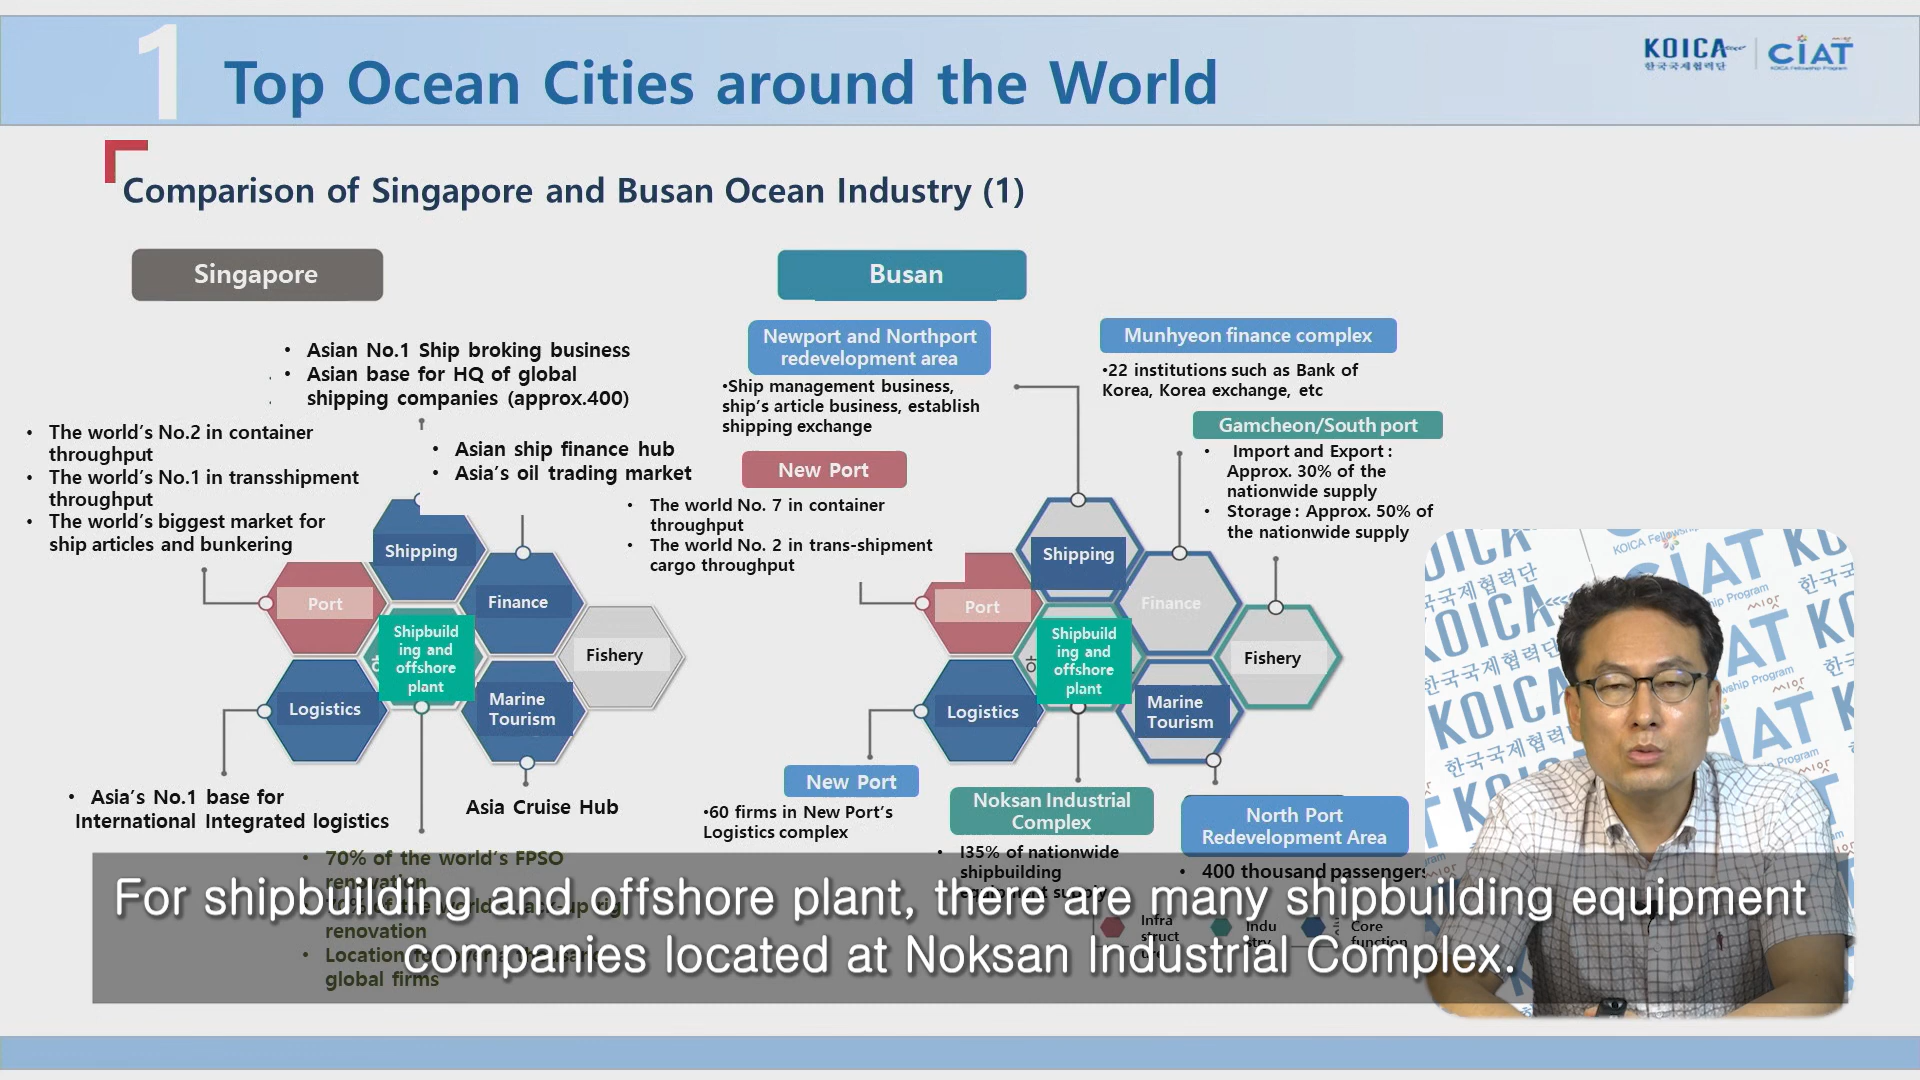 1 Top Ocean Cities around the World
KOICA
한국국제협력단
CIAT
KOICA Fellowship Program
Comparison of Singapore and Busan Ocean Industry (1)
Singapore
• Asian No.1 Ship broking business
• Asian base for HQ of global
shipping companies (approx.400)
• The world's No.2 in container
throughput
• The world's No.1 in transshipment
throughput
• The world's biggest market for
ship articles and bunkering
• Asian ship finance hub
• Asia's oil trading market
Shipping
Port
Finance
Shipbuild
ing and
offshore
plant
Fishery
Logistics
Marine
Tourism
• Asia's No.1 base for
International Integrated logistics
Asia Cruise Hub
• 70% of the world's FPSO
renovation
renovation
• Location for over a thousand
global firms
Busan
Newport and Northport
redevelopment area
•Ship management business,
ship's article business, establish
shipping exchange
Munhyeon finance complex
•22 institutions such as Bank of
Korea, Korea exchange, etc
Gamcheon/South port
• Import and Export :
Approx. 30% of the
nationwide supply
• Storage : Approx. 50% of
the nationwide supply
New Port
• The world No. 7 in container
throughput
• The world No. 2 in trans-shipment
cargo throughput
Shipping
Port
Finance
Shipbuild
ing and
offshore
plant
Fishery
Logistics
Marine
Tourism
New Port
•60 firms in New Port's
Logistics complex
Noksan Industrial
Complex
• I35% of nationwide
shipbuilding
equipment supply
North Port
Redevelopment Area
• 400 thousand passengers
Infra
struct
Indu
stry
Core
function
For shipbuilding and offshore plant, there are many shipbuilding equipment
companies located at Noksan Industrial Complex.